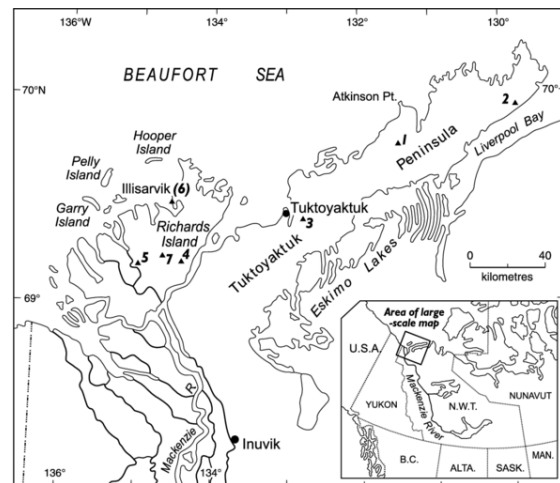 136°W
134°
132°
130°
70°N
70°
BEAUFORT SEA
Atkinson Pt.
2
1
Peninsula
Liverpool Bay
Hooper
Island
Pelly
Island
Illisarvik (6)
Garry
Island
Richards
Island
5
7
4
Tuktoyaktuk
3
Tuktoyaktuk
Eskimo Lakes
0
40
kilometres
69°
Area of large
-scale map
U.S.A.
YUKON
Mackenzie River
N.W.T.
NUNAVUT
B.C.
ALTA.
SASK.
MAN.
Mackenzie R.
Inuvik
136°
134°
132°